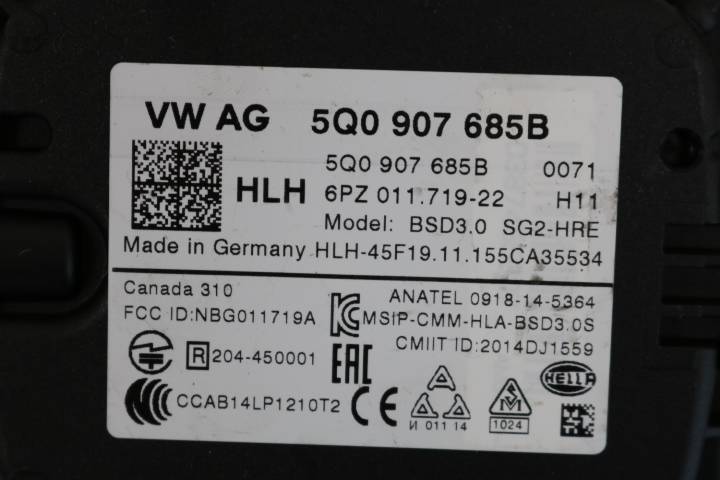 VW AG 5Q0 907 685B
5Q0 907 685B 0071
HLH 6PZ 011.719-22 H11
Model: BSD3.0 SG2-HRE
Made in Germany HLH-45F19.11.155CA35534
Canada 310 ANATEL 0918-14-5364
FCC ID:NBG011719A MSIP-CMM-HLA-BSD3.0S
R 204-450001 CMIIT ID:2014DJ1559
EAC
HELLA
CCAB14LP1210T2 CE
И 011 14 1024